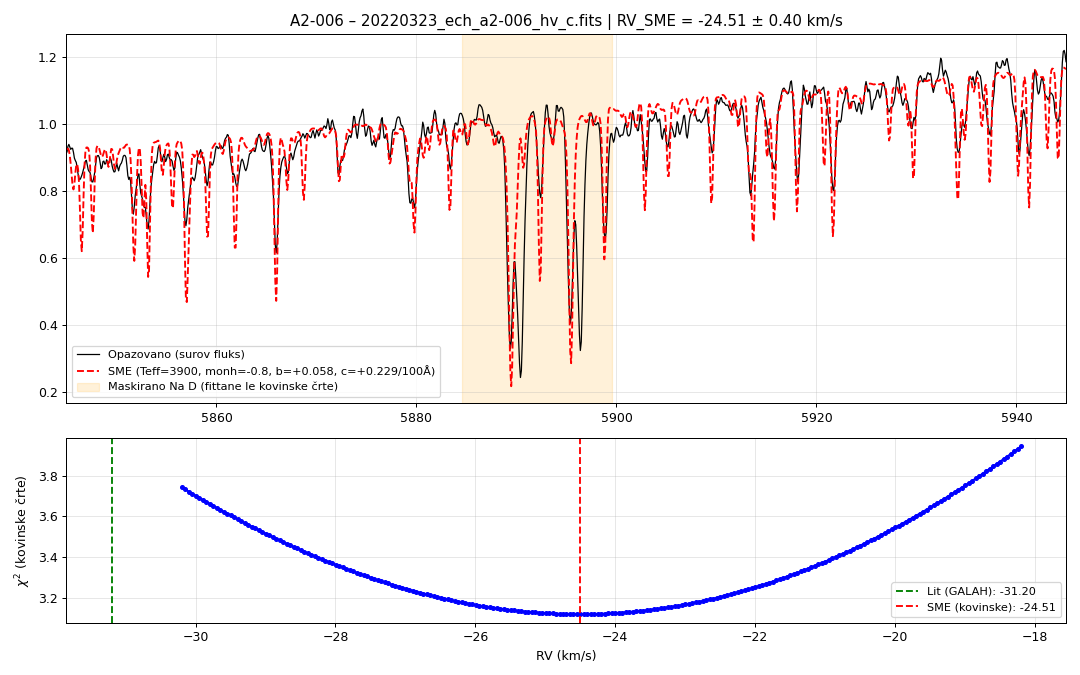 A2-006 – 20220323_ech_a2-006_hv_c.fits | RV_SME = -24.51 ± 0.40 km/s
1.2
1.0
0.8
0.6
0.4
0.2
Opazovano (surov fluks)
SME (Teff=3900, monh=-0.8, b=+0.058, c=+0.229/100Å)
Maskirano Na D (fittane le kovinske črte)
5860 5880 5900 5920 5940
χ² (kovinske črte)
3.8
3.6
3.4
3.2
Lit (GALAH): -31.20
SME (kovinske): -24.51
−30 −28 −26 −24 −22 −20 −18
RV (km/s)